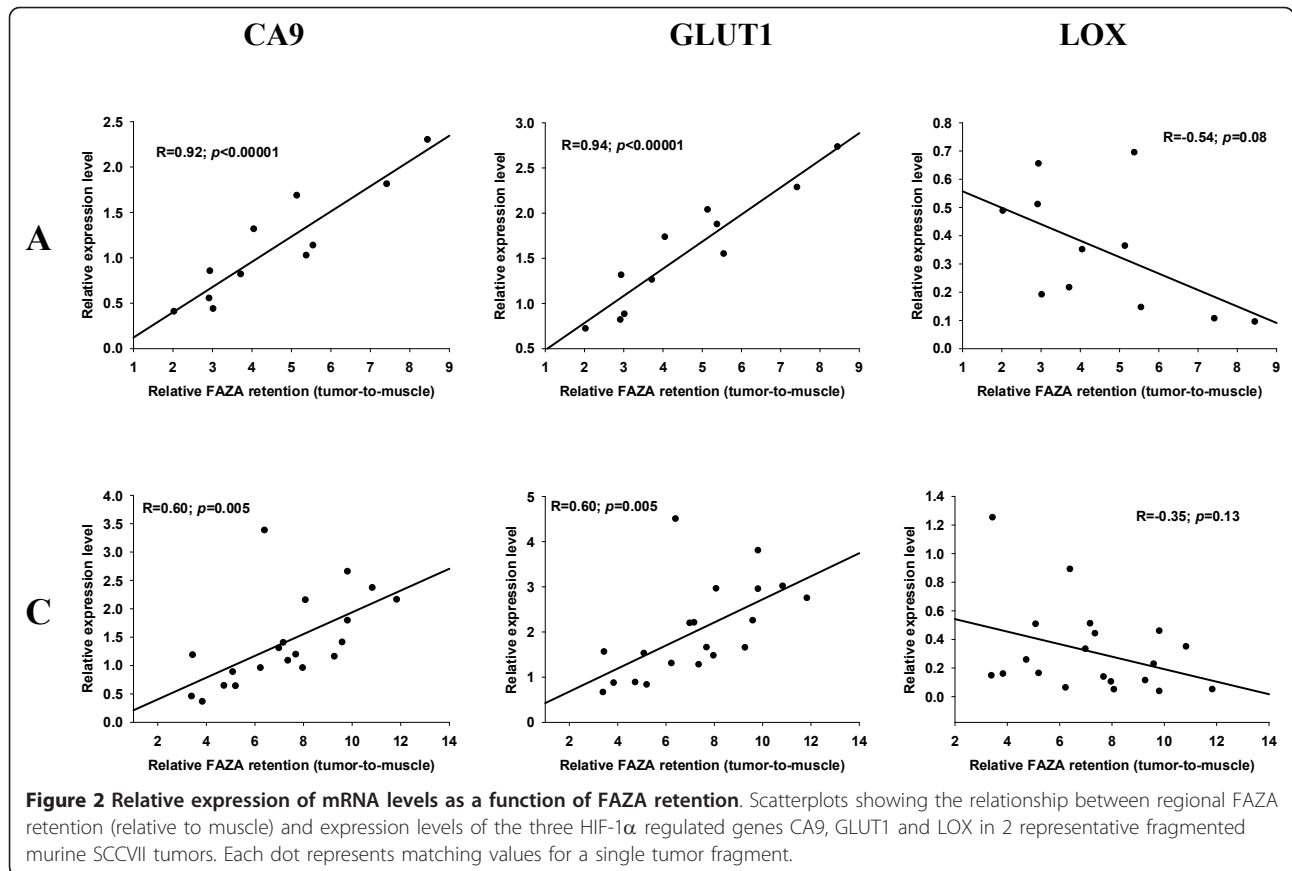 CA9 GLUT1 LOX
A
R=0.92; p<0.00001
2.5
2.0
1.5
1.0
0.5
0.0
Relative expression level
1 2 3 4 5 6 7 8 9
Relative FAZA retention (tumor-to-muscle)
R=0.94; p<0.00001
3.0
2.5
2.0
1.5
1.0
0.5
Relative expression level
1 2 3 4 5 6 7 8 9
Relative FAZA retention (tumor-to-muscle)
R=-0.54; p=0.08
0.8
0.7
0.6
0.5
0.4
0.3
0.2
0.1
0.0
Relative expression level
1 2 3 4 5 6 7 8 9
Relative FAZA retention (tumor-to-muscle)
C
R=0.60; p=0.005
4.0
3.5
3.0
2.5
2.0
1.5
1.0
0.5
0.0
Relative expression level
2 4 6 8 10 12 14
Relative FAZA retention (tumor-to-muscle)
R=0.60; p=0.005
5
4
3
2
1
0
Relative expression level
2 4 6 8 10 12 14
Relative FAZA retention (tumor-to-muscle)
R=-0.35; p=0.13
1.4
1.2
1.0
0.8
0.6
0.4
0.2
0.0
Relative expression level
2 4 6 8 10 12 14
Relative FAZA retention (tumor-to-muscle)
Figure 2 Relative expression of mRNA levels as a function of FAZA retention. Scatterplots showing the relationship between regional FAZA
retention (relative to muscle) and expression levels of the three HIF-1α regulated genes CA9, GLUT1 and LOX in 2 representative fragmented
murine SCCVII tumors. Each dot represents matching values for a single tumor fragment.